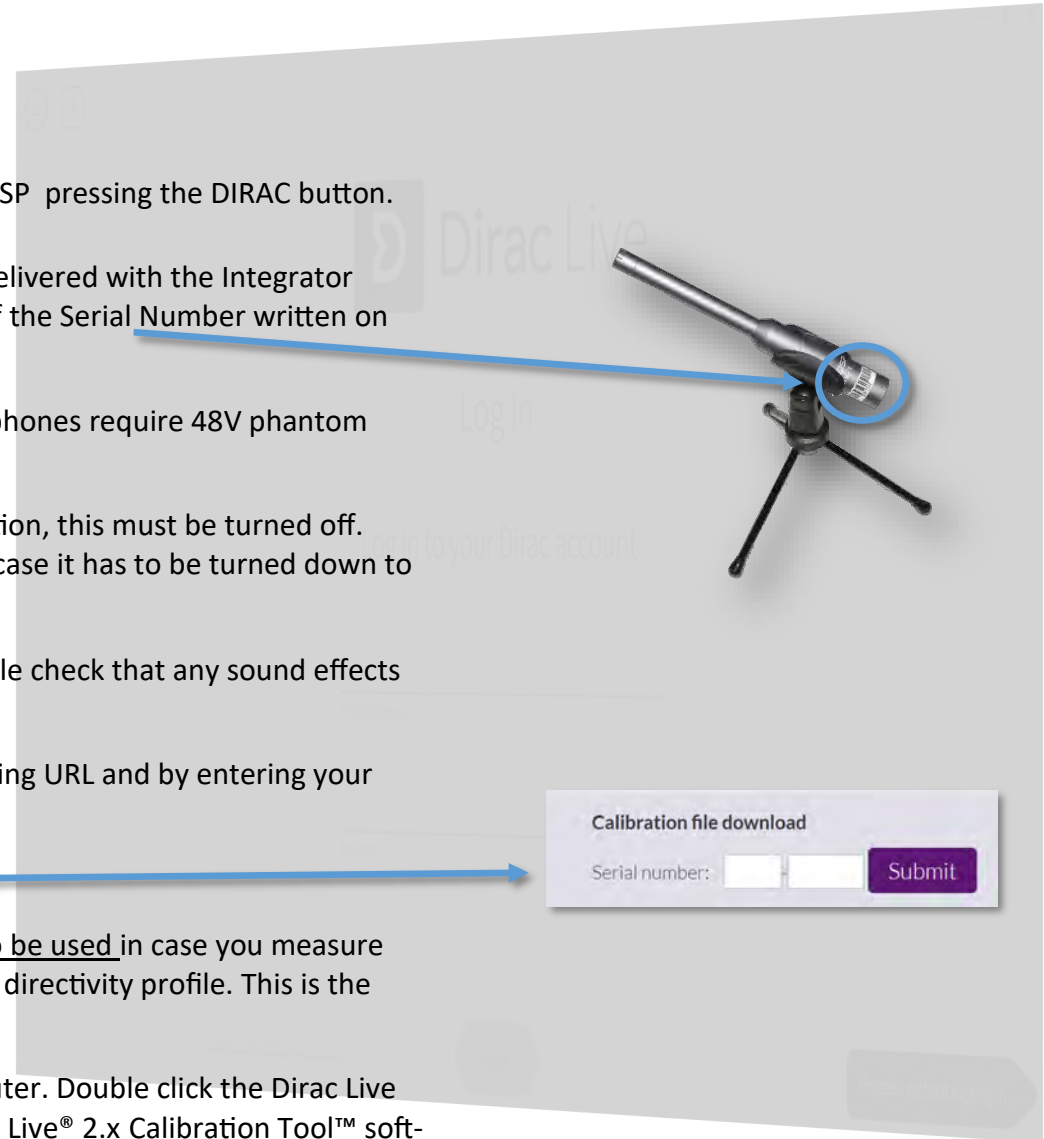 SP pressing the DIRAC button.
Dirac Live
elivered with the Integrator
f the Serial Number written on
phones require 48V phantom
Log in
tion, this must be turned off.
Log in to your Dirac account
case it has to be turned down to
le check that any sound effects
ing URL and by entering your
Calibration file download
Serial number: - Submit
o be used in case you measure
directivity profile. This is the
uter. Double click the Dirac Live
Live® 2.x Calibration Tool™ soft-